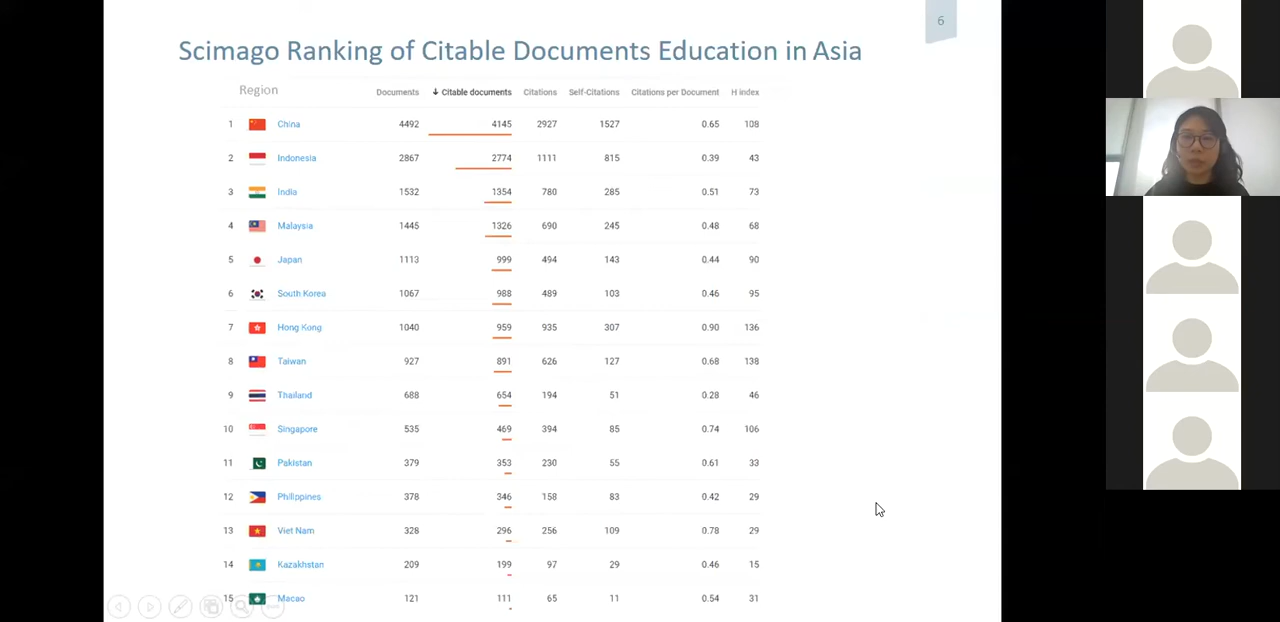 6
Scimago Ranking of Citable Documents Education in Asia
Region Documents ↓ Citable documents Citations Self-Citations Citations per Document H index
1 China 4492 4145 2927 1527 0.65 108
2 Indonesia 2867 2774 1111 815 0.39 43
3 India 1532 1354 780 285 0.51 73
4 Malaysia 1445 1326 690 245 0.48 68
5 Japan 1113 999 494 143 0.44 90
6 South Korea 1067 988 489 103 0.46 95
7 Hong Kong 1040 959 935 307 0.90 136
8 Taiwan 927 891 626 127 0.68 138
9 Thailand 688 654 194 51 0.28 46
10 Singapore 535 469 394 85 0.74 106
11 Pakistan 379 353 230 55 0.61 33
12 Philippines 378 346 158 83 0.42 29
13 Viet Nam 328 296 256 109 0.78 29
14 Kazakhstan 209 199 97 29 0.46 15
15 Macao 121 111 65 11 0.54 31